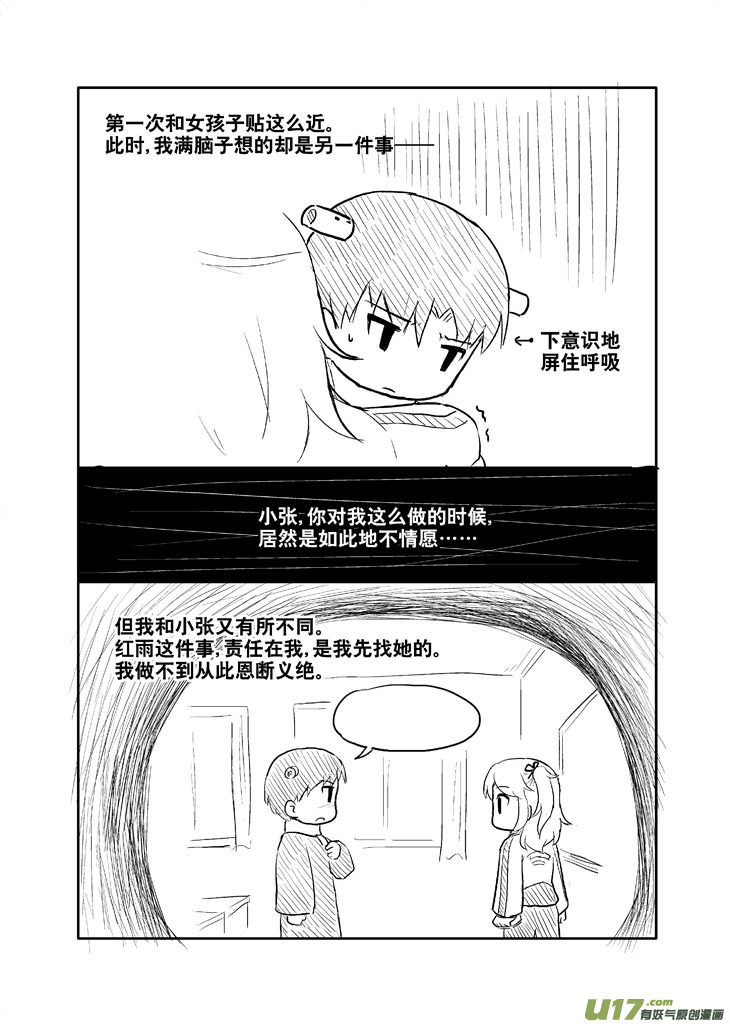 第一次和女孩子贴这么近。
此时,我满脑子想的却是另一件事——
←下意识地
屏住呼吸
小张,你对我这么做的时候,
居然是如此地不情愿……
但我和小张又有所不同。
红雨这件事,责任在我,是我先找她的。
我做不到从此恩断义绝。
U17.com
有妖气原创漫画